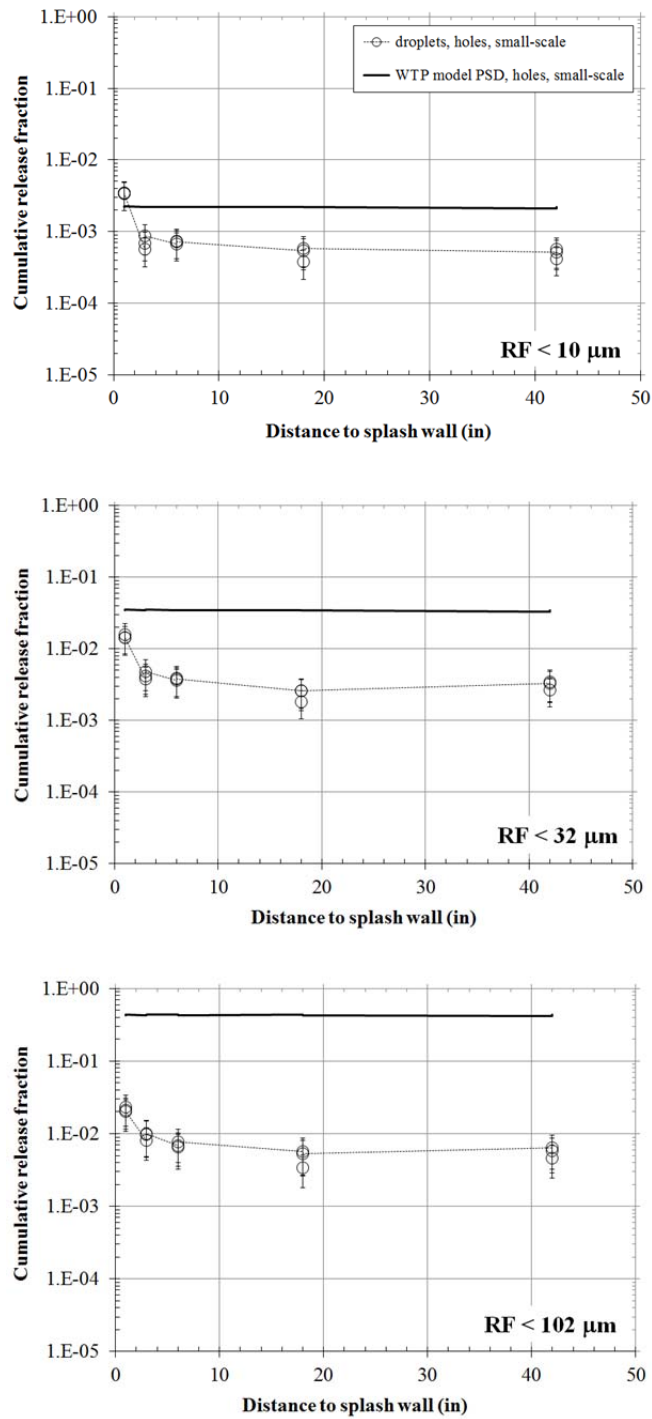 1.E+00
droplets, holes, small-scale
WTP model PSD, holes, small-scale
1.E-01
1.E-02
1.E-03
1.E-04
1.E-05
Cumulative release fraction
RF < 10 μm
0 10 20 30 40 50
Distance to splash wall (in)
1.E+00
1.E-01
1.E-02
1.E-03
1.E-04
1.E-05
Cumulative release fraction
RF < 32 μm
0 10 20 30 40 50
Distance to splash wall (in)
1.E+00
1.E-01
1.E-02
1.E-03
1.E-04
1.E-05
Cumulative release fraction
RF < 102 μm
0 10 20 30 40 50
Distance to splash wall (in)